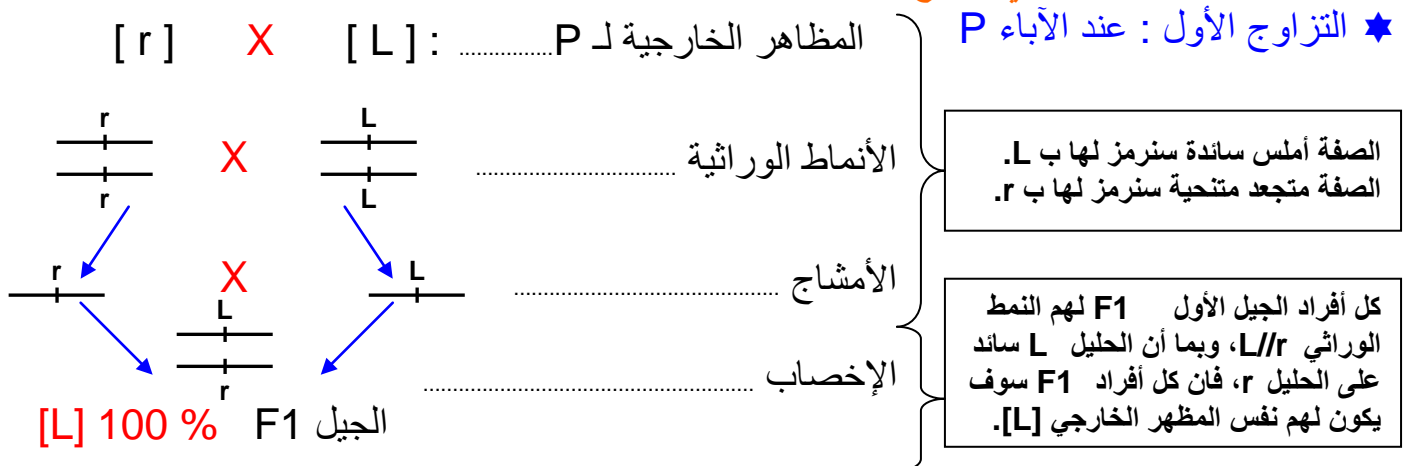 ✱ التزاوج الأول : عند الآباء P
المظاهر الخارجية لـ P............... : [ L ] X [ r ]
الصفة أملس سائدة سنرمز لها ب L.
الصفة متجعد متنحية سنرمز لها ب r.
L r
الأنماط الوراثية ................................. X
L r
L r
الأمشاج ...................................... X
كل أفراد الجيل الأول F1 لهم النمط
الوراثي L//r، وبما أن الحليل L سائد
على الحليل r، فان كل أفراد F1 سوف
يكون لهم نفس المظهر الخارجي [L].
L
الإخصاب ...............................................
r
الجيل F1 % 100 [L]